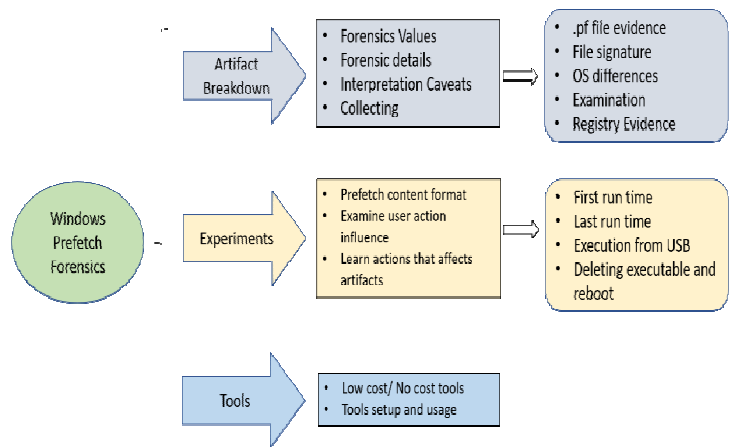 Windows
Prefetch
Forensics
Artifact
Breakdown
• Forensics Values
• Forensic details
• Interpretation Caveats
• Collecting
• .pf file evidence
• File signature
• OS differences
• Examination
• Registry Evidence
Experiments
• Prefetch content format
• Examine user action
influence
• Learn actions that affects
artifacts
• First run time
• Last run time
• Execution from USB
• Deleting executable and
reboot
Tools
• Low cost/ No cost tools
• Tools setup and usage